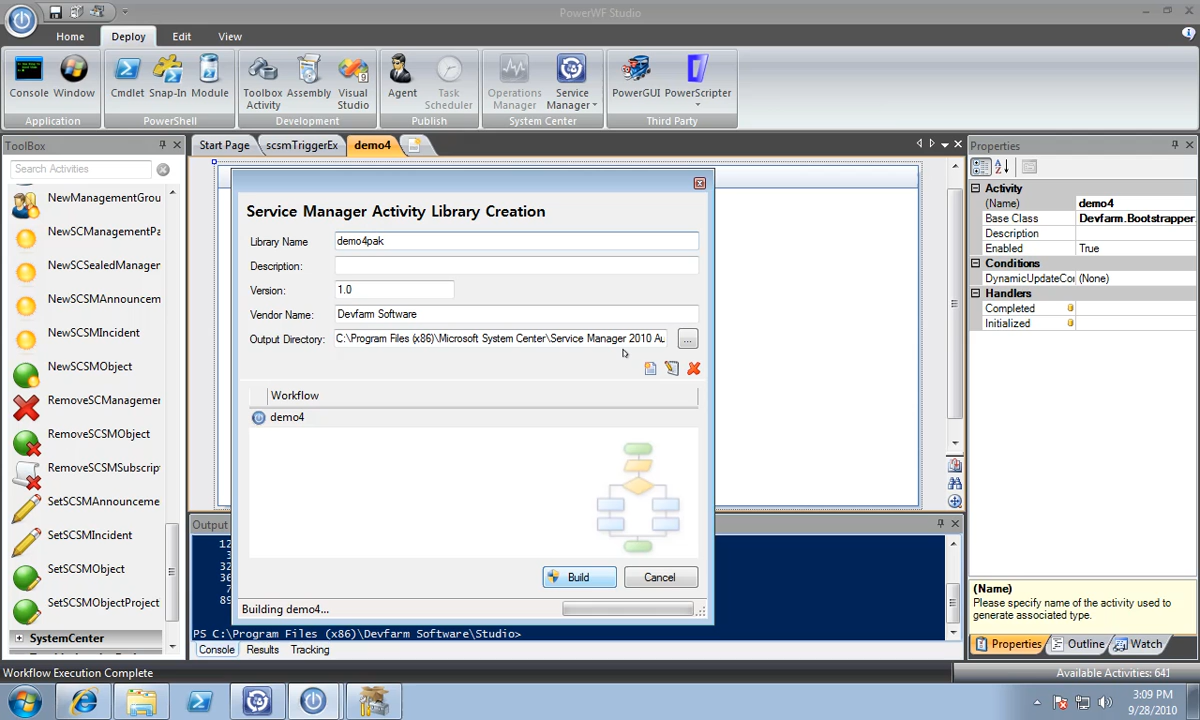 PowerWF Studio
Home Deploy Edit View
Console Window Cmdlet Snap-In Module Toolbox Activity Assembly Visual Studio Agent Task Scheduler Operations Manager Service Manager PowerGUI PowerScripter
Application PowerShell Development Publish System Center Third Party
ToolBox
Search Activities
NewManagementGrou
NewSCManagementPa
NewSCSealedManager
NewSCSMAnnouncem
NewSCSMIncident
NewSCSMObject
RemoveSCManageme
RemoveSCSMObject
RemoveSCSMSubscrip
SetSCSMAnnounceme
SetSCSMIncident
SetSCSMObject
SetSCSMObjectProject
SystemCenter
Start Page scsmTriggerEx demo4
Service Manager Activity Library Creation
Library Name demo4pak
Description:
Version: 1.0
Vendor Name: Devfarm Software
Output Directory: C:\Program Files (x86)\Microsoft System Center\Service Manager 2010 Au
...
Workflow
demo4
Build Cancel
Building demo4...
Output
12
3
32
36
7
89
PS C:\Program Files (x86)\Devfarm Software\Studio>
Console Results Tracking
Properties
Activity
(Name) demo4
Base Class Devfarm.Bootstrapper.
Description
Enabled True
Conditions
DynamicUpdateCor (None)
Handlers
Completed
Initialized
(Name)
Please specify name of the activity used to
generate associated type.
Properties Outline Watch
Workflow Execution Complete
Available Activities: 641
3:09 PM
9/28/2010